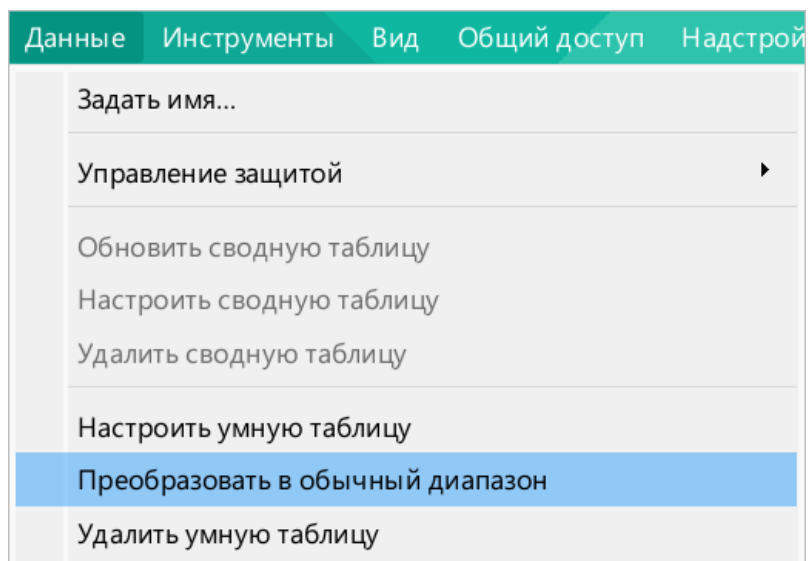 Данные Инструменты Вид Общий доступ Надстрой
Задать имя...
Управление защитой
Обновить сводную таблицу
Настроить сводную таблицу
Удалить сводную таблицу
Настроить умную таблицу
Преобразовать в обычный диапазон
Удалить умную таблицу